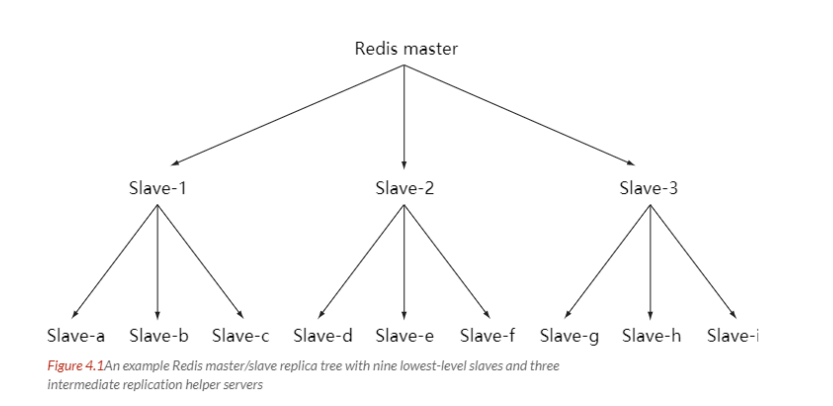 Redis master
Slave-1 Slave-2 Slave-3
Slave-a Slave-b Slave-c Slave-d Slave-e Slave-f Slave-g Slave-h Slave-i
Figure 4.1An example Redis master/slave replica tree with nine lowest-level slaves and three
intermediate replication helper servers